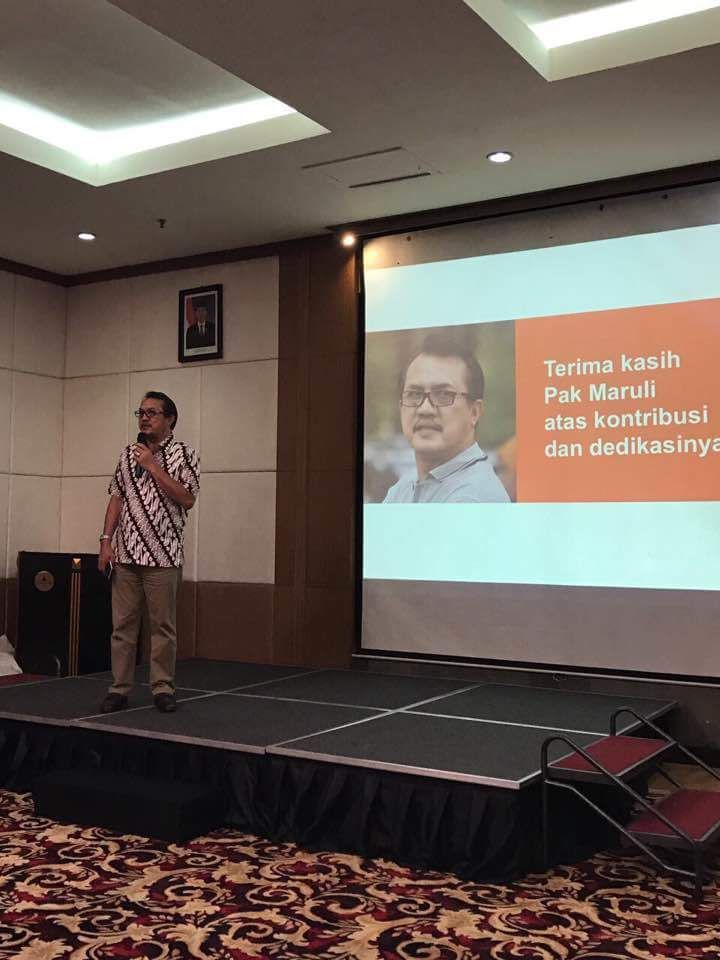 Terima kasih
Pak Maruli
atas kontribusi
dan dedikasinya